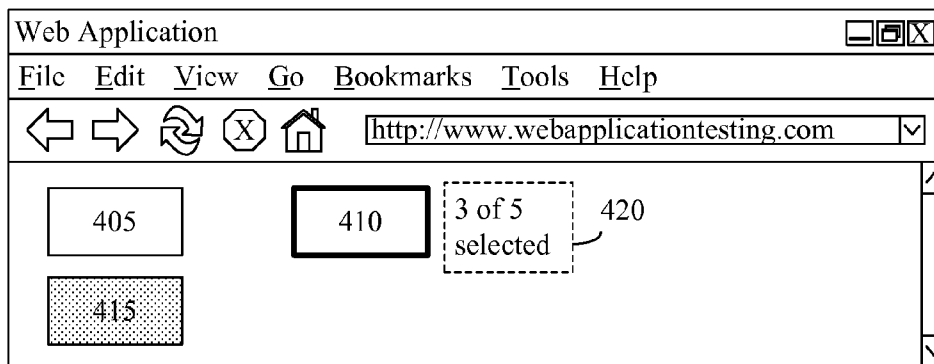 Web Application
X
File Edit View Go Bookmarks Tools Help
X
http://www.webapplicationtesting.com
405
410
3 of 5
selected
420
415